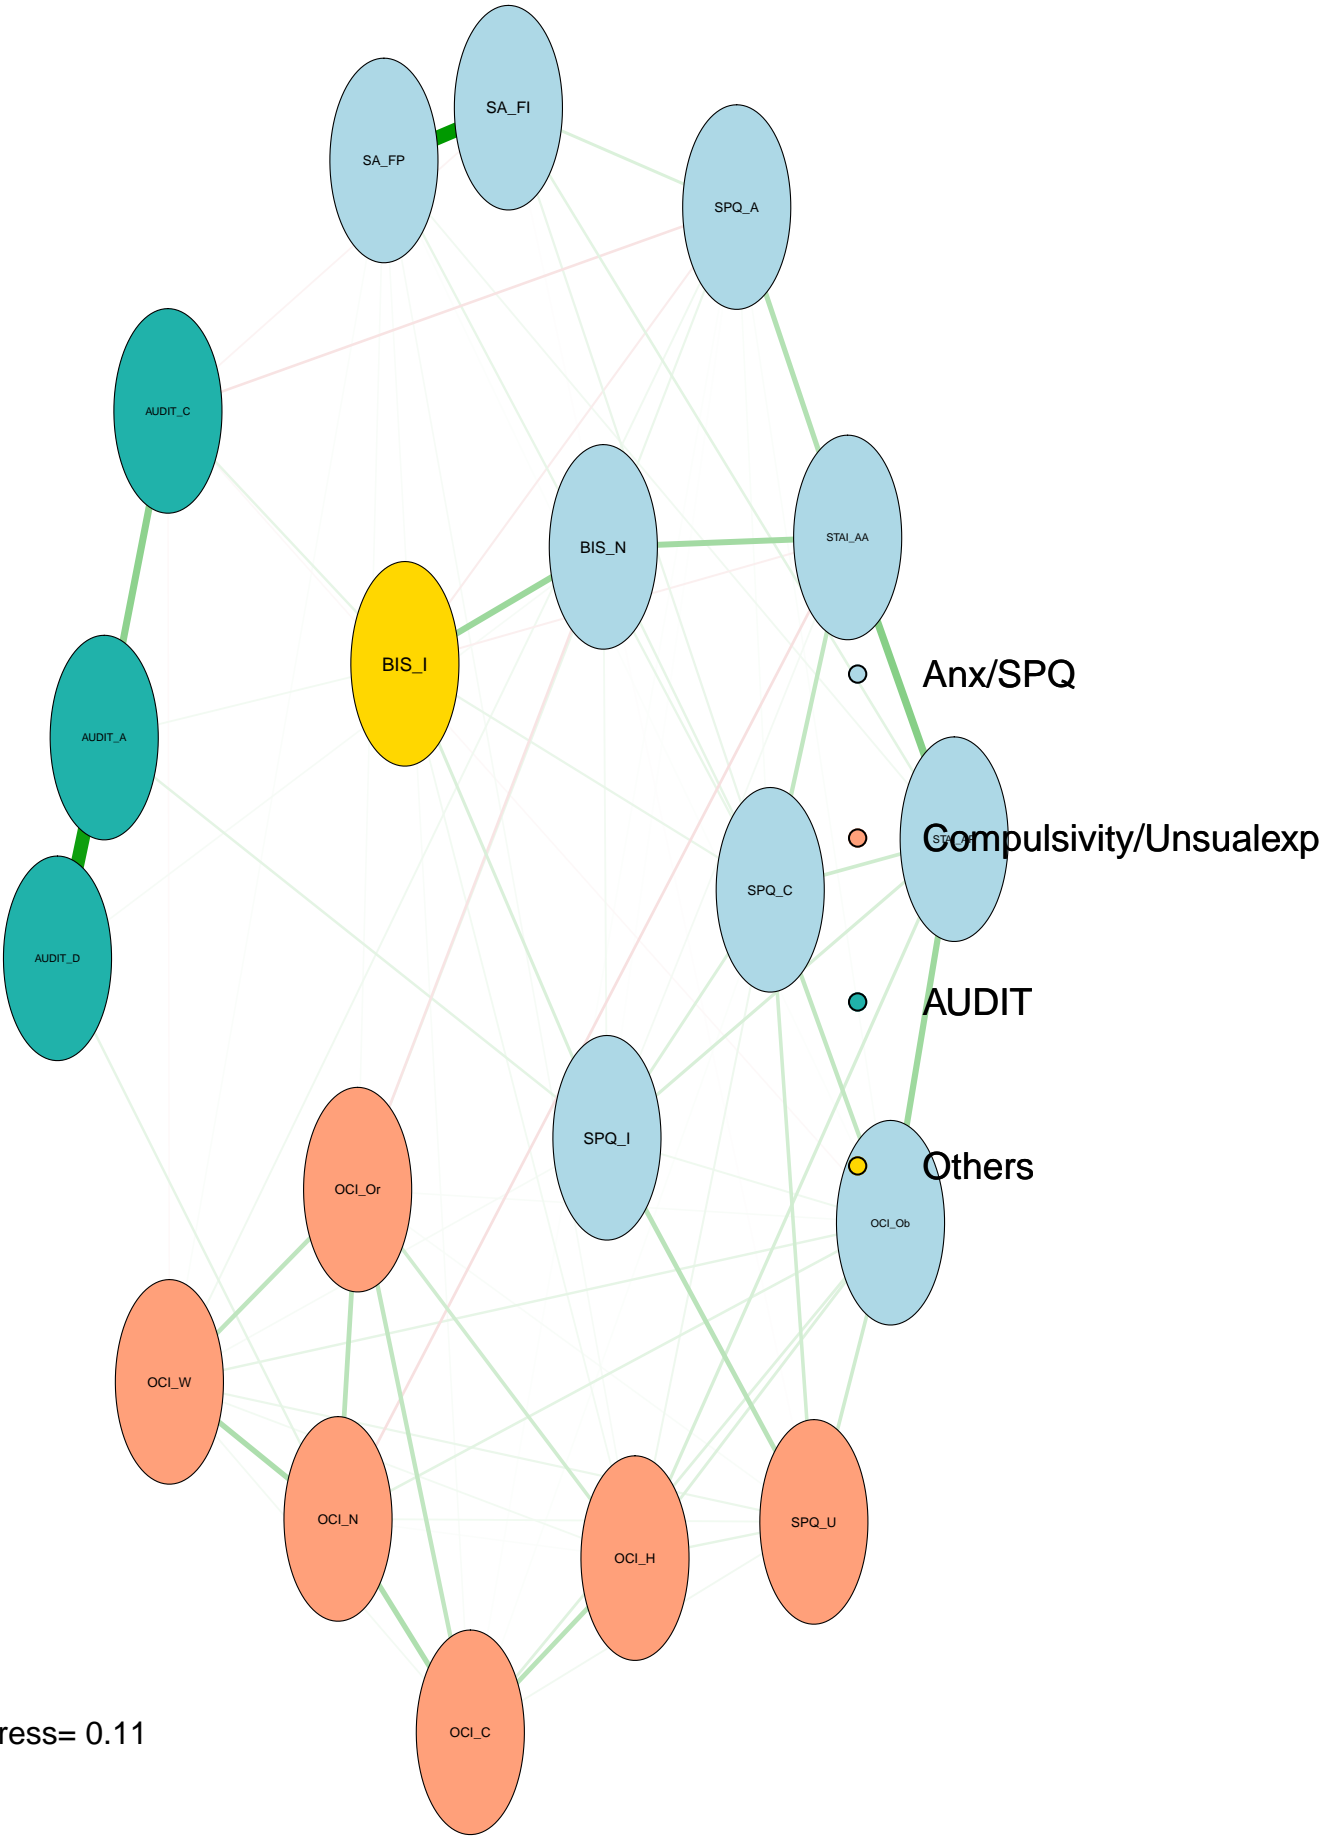 SA_FI
SA_FP
SPQ_A
AUDIT_C
STAI_AA
BIS_N
BIS_I
Anx/SPQ
AUDIT_A
Compulsivity/Unsualexp
SPQ_C
AUDIT_D
AUDIT
SPQ_I
Others
OCI_Or
OCI_Ob
OCI_W
OCI_N
SPQ_U
OCI_H
OCI_C
ress= 0.11